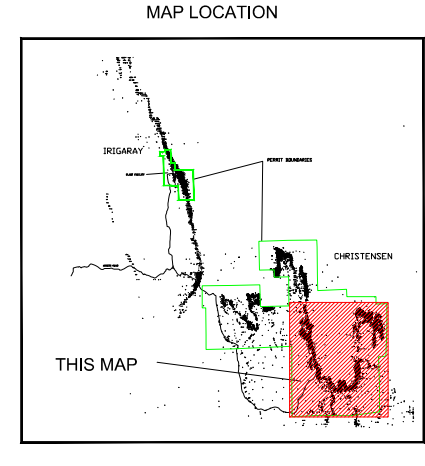 MAP LOCATION
IRIGARAY
PERMIT BOUNDARIES
CHRISTENSEN
THIS MAP